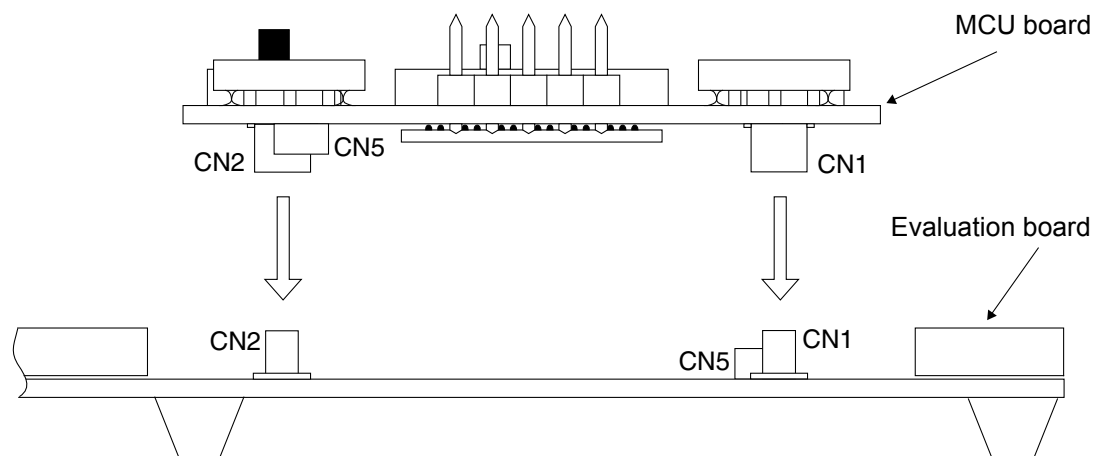 MCU board
CN5
CN2
CN1
Evaluation board
CN2
CN1
CN5